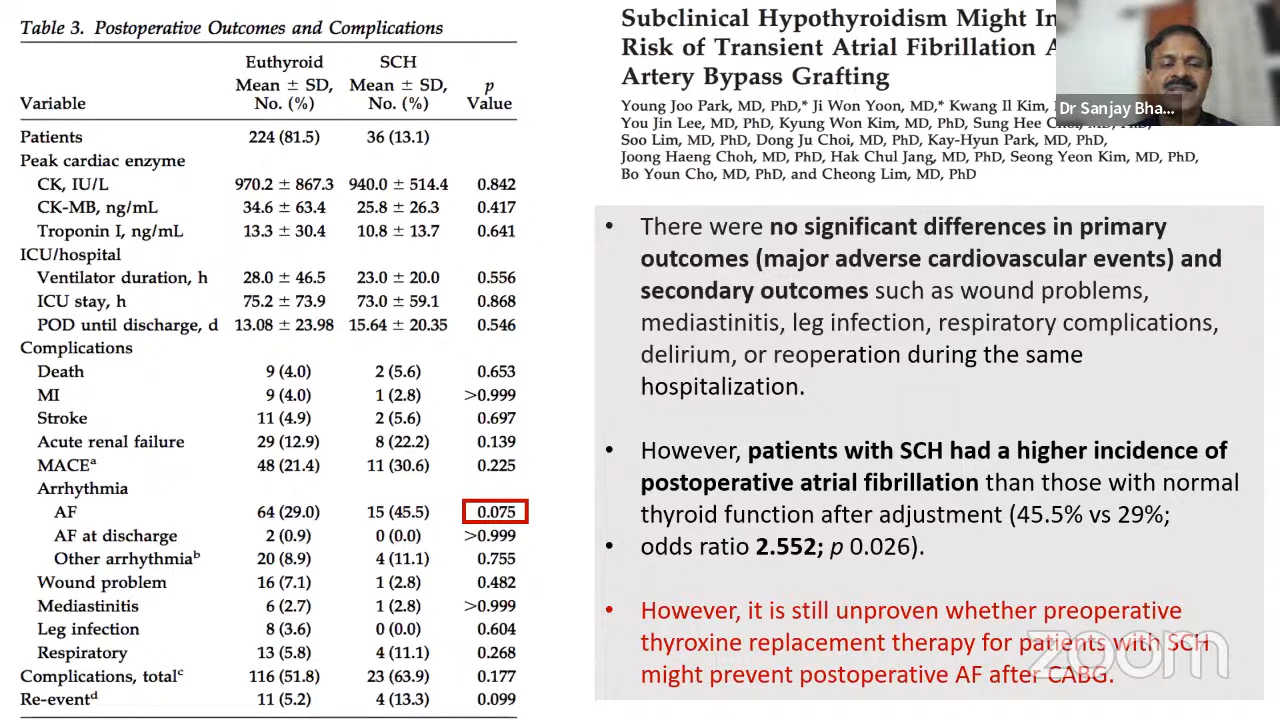 Table 3. Postoperative Outcomes and Complications
Euthyroid SCH
Mean ± SD, Mean ± SD, p
Variable No. (%) No. (%) Value
Patients 224 (81.5) 36 (13.1)
Peak cardiac enzyme
CK, IU/L 970.2 ± 867.3 940.0 ± 514.4 0.842
CK-MB, ng/mL 34.6 ± 63.4 25.8 ± 26.3 0.417
Troponin I, ng/mL 13.3 ± 30.4 10.8 ± 13.7 0.641
ICU/hospital
Ventilator duration, h 28.0 ± 46.5 23.0 ± 20.0 0.556
ICU stay, h 75.2 ± 73.9 73.0 ± 59.1 0.868
POD until discharge, d 13.08 ± 23.98 15.64 ± 20.35 0.546
Complications
Death 9 (4.0) 2 (5.6) 0.653
MI 9 (4.0) 1 (2.8) >0.999
Stroke 11 (4.9) 2 (5.6) 0.697
Acute renal failure 29 (12.9) 8 (22.2) 0.139
MACEa 48 (21.4) 11 (30.6) 0.225
Arrhythmia
AF 64 (29.0) 15 (45.5) 0.075
AF at discharge 2 (0.9) 0 (0.0) >0.999
Other arrhythmiab 20 (8.9) 4 (11.1) 0.755
Wound problem 16 (7.1) 1 (2.8) 0.482
Mediastinitis 6 (2.7) 1 (2.8) >0.999
Leg infection 8 (3.6) 0 (0.0) 0.604
Respiratory 13 (5.8) 4 (11.1) 0.268
Complications, totalc 116 (51.8) 23 (63.9) 0.177
Re-eventd 11 (5.2) 4 (13.3) 0.099
Subclinical Hypothyroidism Might In
Risk of Transient Atrial Fibrillation A
Artery Bypass Grafting
Young Joo Park, MD, PhD,* Ji Won Yoon, MD,* Kwang Il Kim,
You Jin Lee, MD, PhD, Kyung Won Kim, MD, PhD, Sung Hee Choi, MD, PhD,
Soo Lim, MD, PhD, Dong Ju Choi, MD, PhD, Kay-Hyun Park, MD, PhD,
Joong Haeng Choh, MD, PhD, Hak Chul Jang, MD, PhD, Seong Yeon Kim, MD, PhD,
Bo Youn Cho, MD, PhD, and Cheong Lim, MD, PhD
Dr Sanjay Bha...
• There were no significant differences in primary
outcomes (major adverse cardiovascular events) and
secondary outcomes such as wound problems,
mediastinitis, leg infection, respiratory complications,
delirium, or reoperation during the same
hospitalization.
• However, patients with SCH had a higher incidence of
postoperative atrial fibrillation than those with normal
thyroid function after adjustment (45.5% vs 29%;
• odds ratio 2.552; p 0.026).
• However, it is still unproven whether preoperative
thyroxine replacement therapy for patients with SCH
might prevent postoperative AF after CABG.
zoom